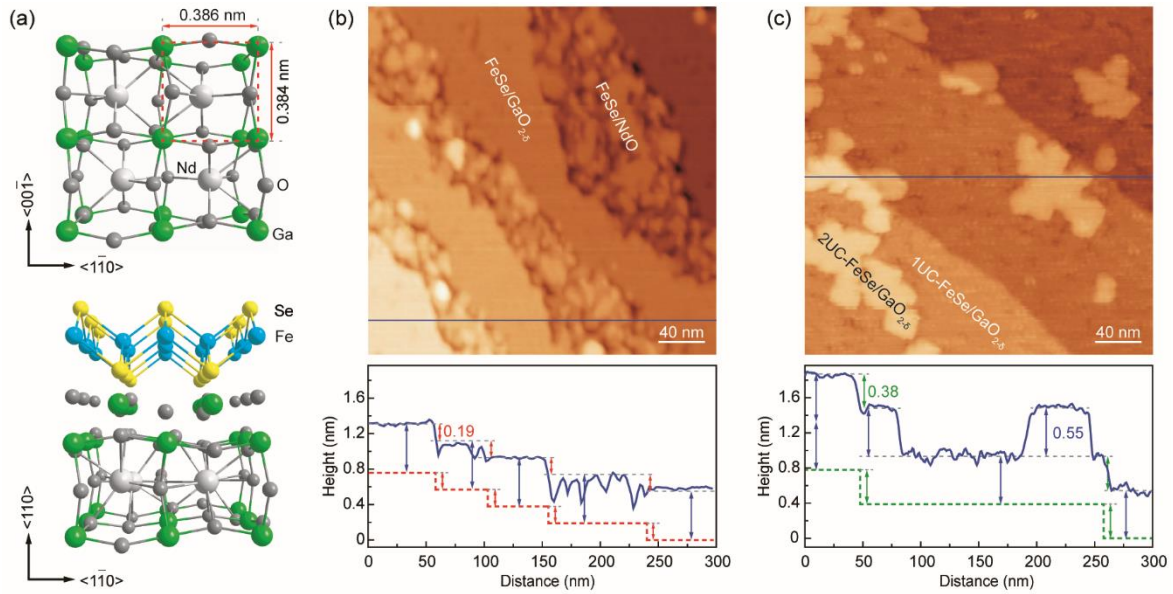 (a)
0.386 nm
0.384 nm
Nd
O
Ga
<001̄>
<11̄0>
Se
Fe
<110>
<11̄0>
(b)
FeSe/GaO2-δ
FeSe/NdO
40 nm
Height (nm)
1.6
1.2
0.8
0.4
0
0.19
0 50 100 150 200 250 300
Distance (nm)
(c)
2UC-FeSe/GaO2-δ
1UC-FeSe/GaO2-δ
40 nm
Height (nm)
1.6
1.2
0.8
0.4
0
0.38
0.55
0 50 100 150 200 250 300
Distance (nm)